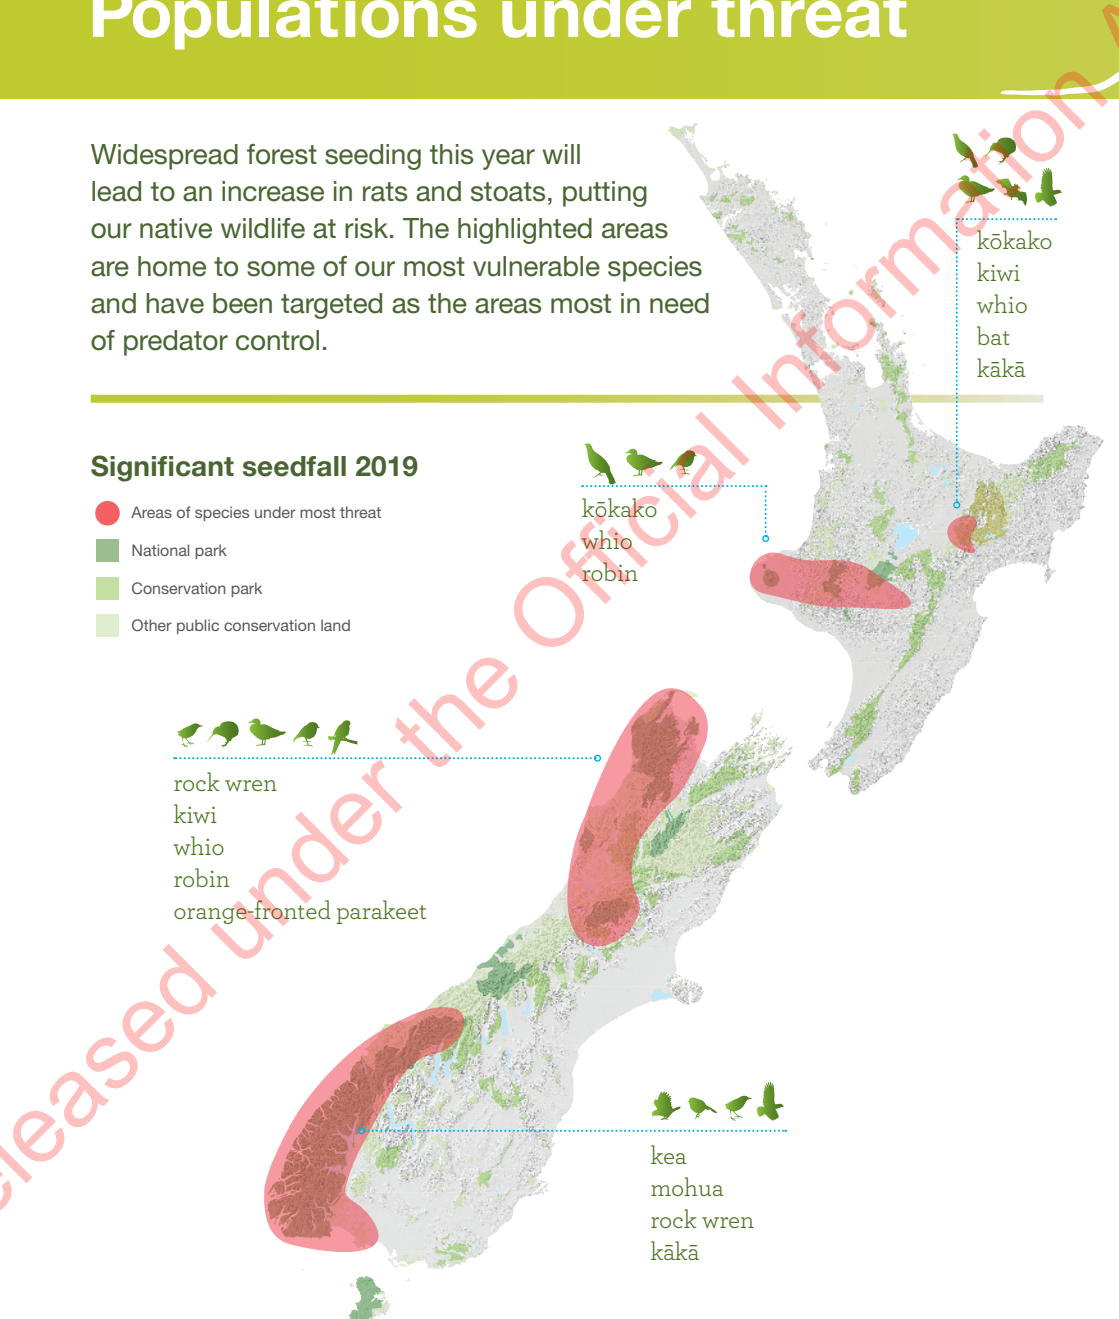 Populations under threat
Widespread forest seeding this year will
lead to an increase in rats and stoats, putting
our native wildlife at risk. The highlighted areas
are home to some of our most vulnerable species
and have been targeted as the areas most in need
of predator control.
kōkako
kiwi
whio
bat
kākā
Significant seedfall 2019
Areas of species under most threat
National park
Conservation park
Other public conservation land
kōkako
whio
robin
rock wren
kiwi
whio
robin
orange-fronted parakeet
kea
mohua
rock wren
kākā
eleased under the Official Information A